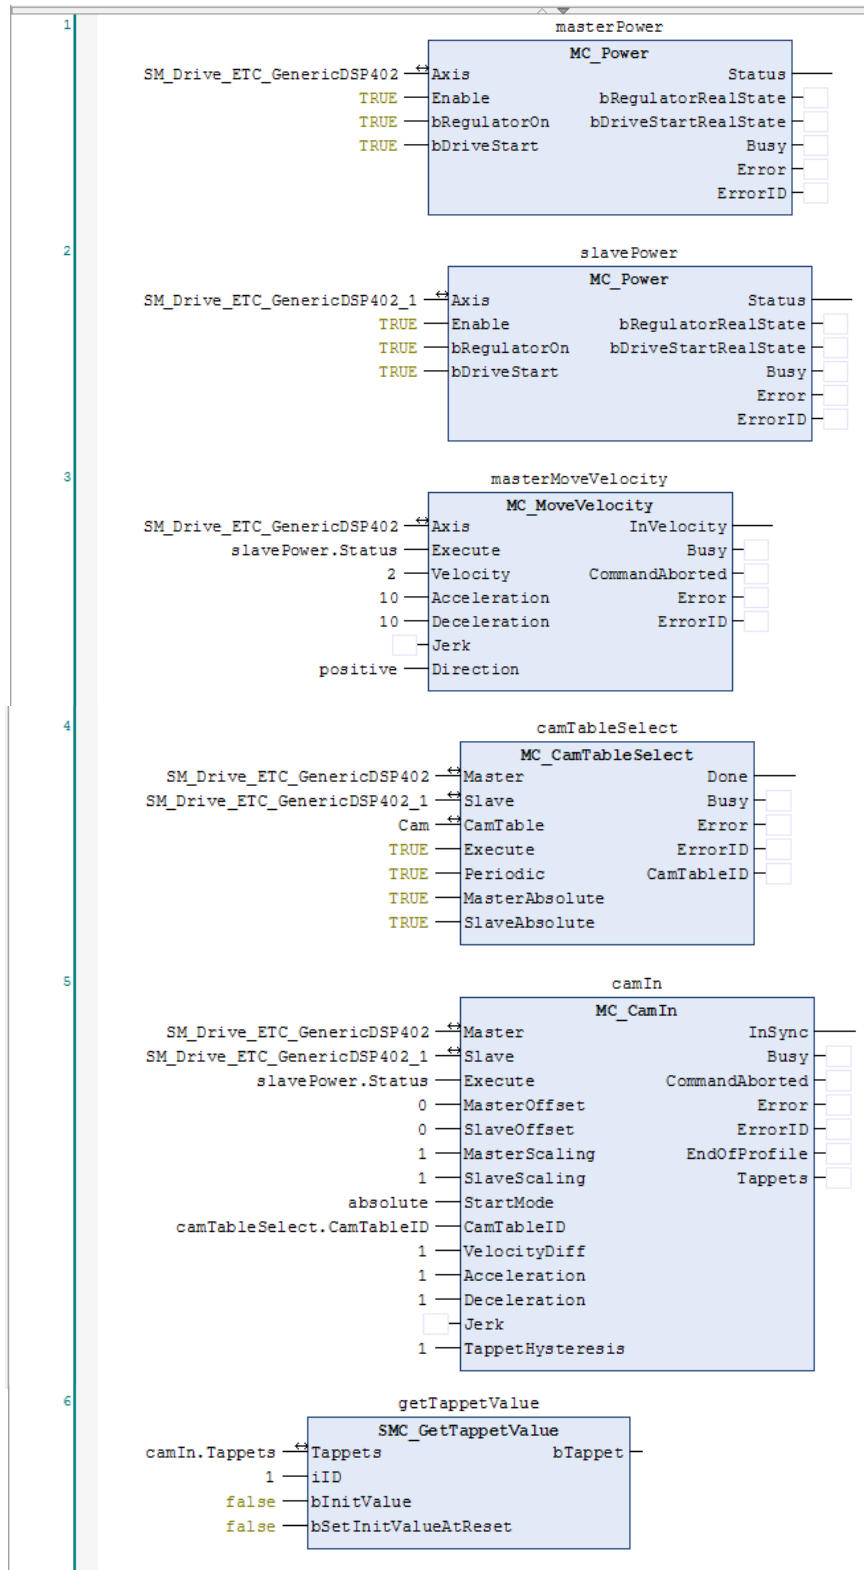 1
masterPower
MC_Power
SM_Drive_ETC_GenericDSP402 Axis Status
TRUE Enable bRegulatorRealState
TRUE bRegulatorOn bDriveStartRealState
TRUE bDriveStart Busy
Error
ErrorID
2
slavePower
MC_Power
SM_Drive_ETC_GenericDSP402_1 Axis Status
TRUE Enable bRegulatorRealState
TRUE bRegulatorOn bDriveStartRealState
TRUE bDriveStart Busy
Error
ErrorID
3
masterMoveVelocity
MC_MoveVelocity
SM_Drive_ETC_GenericDSP402 Axis InVelocity
slavePower.Status Execute Busy
2 Velocity CommandAborted
10 Acceleration Error
10 Deceleration ErrorID
Jerk
positive Direction
4
camTableSelect
MC_CamTableSelect
SM_Drive_ETC_GenericDSP402 Master Done
SM_Drive_ETC_GenericDSP402_1 Slave Busy
Cam CamTable Error
TRUE Execute ErrorID
TRUE Periodic CamTableID
TRUE MasterAbsolute
TRUE SlaveAbsolute
5
camIn
MC_CamIn
SM_Drive_ETC_GenericDSP402 Master InSync
SM_Drive_ETC_GenericDSP402_1 Slave Busy
slavePower.Status Execute CommandAborted
0 MasterOffset Error
0 SlaveOffset ErrorID
1 MasterScaling EndOfProfile
1 SlaveScaling Tappets
absolute StartMode
camTableSelect.CamTableID CamTableID
1 VelocityDiff
1 Acceleration
1 Deceleration
Jerk
1 TappetHysteresis
6
getTappetValue
SMC_GetTappetValue
camIn.Tappets Tappets bTappet
1 iID
false bInitValue
false bSetInitValueAtReset